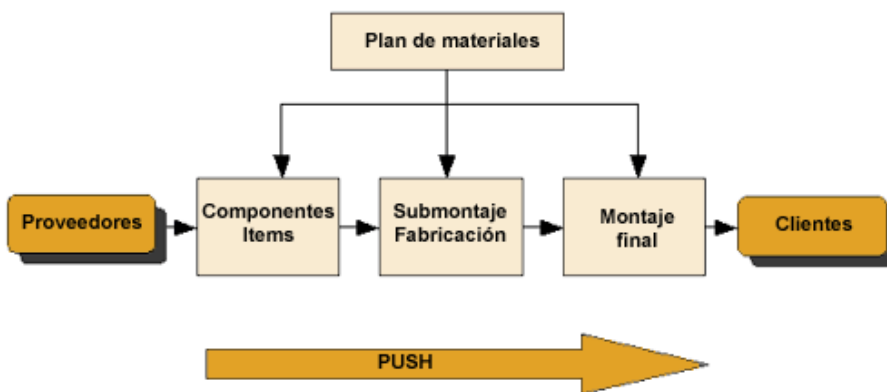 Plan de materiales
Proveedores
Componentes
Items
Submontaje
Fabricación
Montaje
final
Clientes
PUSH